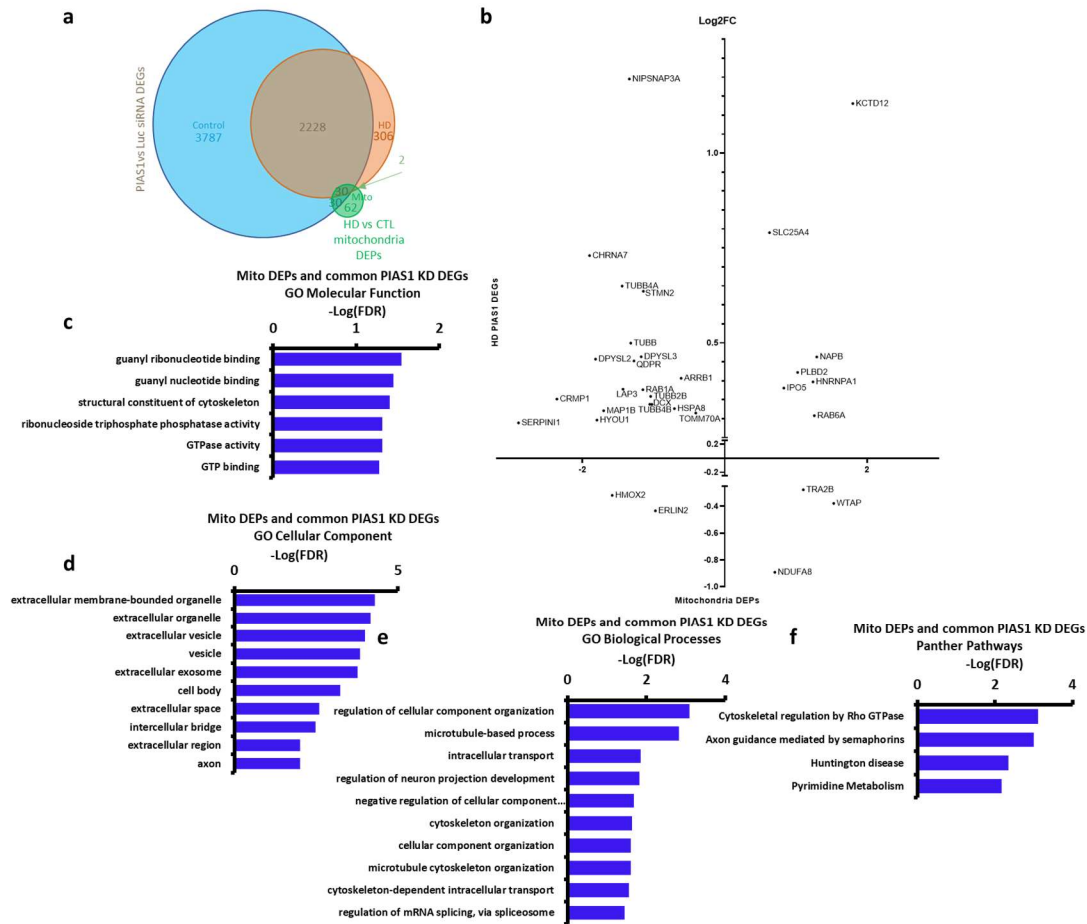 a
PIAS1vs Luc siRNA DEGs
Control
3787
2228
HD
306
2
30
30
Mito
62
HD vs CTL
mitochondria
DEPs
b
Log2FC
NIPSNAP3A
KCTD12
1.0
SLC25A4
CHRNA7
TUBB4A
STMN2
HD PIAS1 DEGs
0.5
TUBB
DPYSL2
DPYSL3
QDPR
NAPB
PLBD2
HNRNPA1
IPO5
ARRB1
LAP3
RAB1A
TUBB2B
CRMP1
DCX
MAP1B
TUBB4B
HSPA8
SERPINI1
HYOU1
TOMM70A
RAB6A
0.2
-2
2
-0.2
HMOX2
ERLIN2
TRA2B
WTAP
-0.4
-0.6
-0.8
NDUFA8
-1.0
Mitochondria DEPs
c
Mito DEPs and common PIAS1 KD DEGs
GO Molecular Function
-Log(FDR)
0 1 2
guanyl ribonucleotide binding
guanyl nucleotide binding
structural constituent of cytoskeleton
ribonucleoside triphosphate phosphatase activity
GTPase activity
GTP binding
d
Mito DEPs and common PIAS1 KD DEGs
GO Cellular Component
-Log(FDR)
0 5
extracellular membrane-bounded organelle
extracellular organelle
extracellular vesicle
vesicle
extracellular exosome
cell body
extracellular space
intercellular bridge
extracellular region
axon
e
Mito DEPs and common PIAS1 KD DEGs
GO Biological Processes
-Log(FDR)
0 2 4
regulation of cellular component organization
microtubule-based process
intracellular transport
regulation of neuron projection development
negative regulation of cellular component...
cytoskeleton organization
cellular component organization
microtubule cytoskeleton organization
cytoskeleton-dependent intracellular transport
regulation of mRNA splicing, via spliceosome
f
Mito DEPs and common PIAS1 KD DEGs
Panther Pathways
-Log(FDR)
0 2 4
Cytoskeletal regulation by Rho GTPase
Axon guidance mediated by semaphorins
Huntington disease
Pyrimidine Metabolism